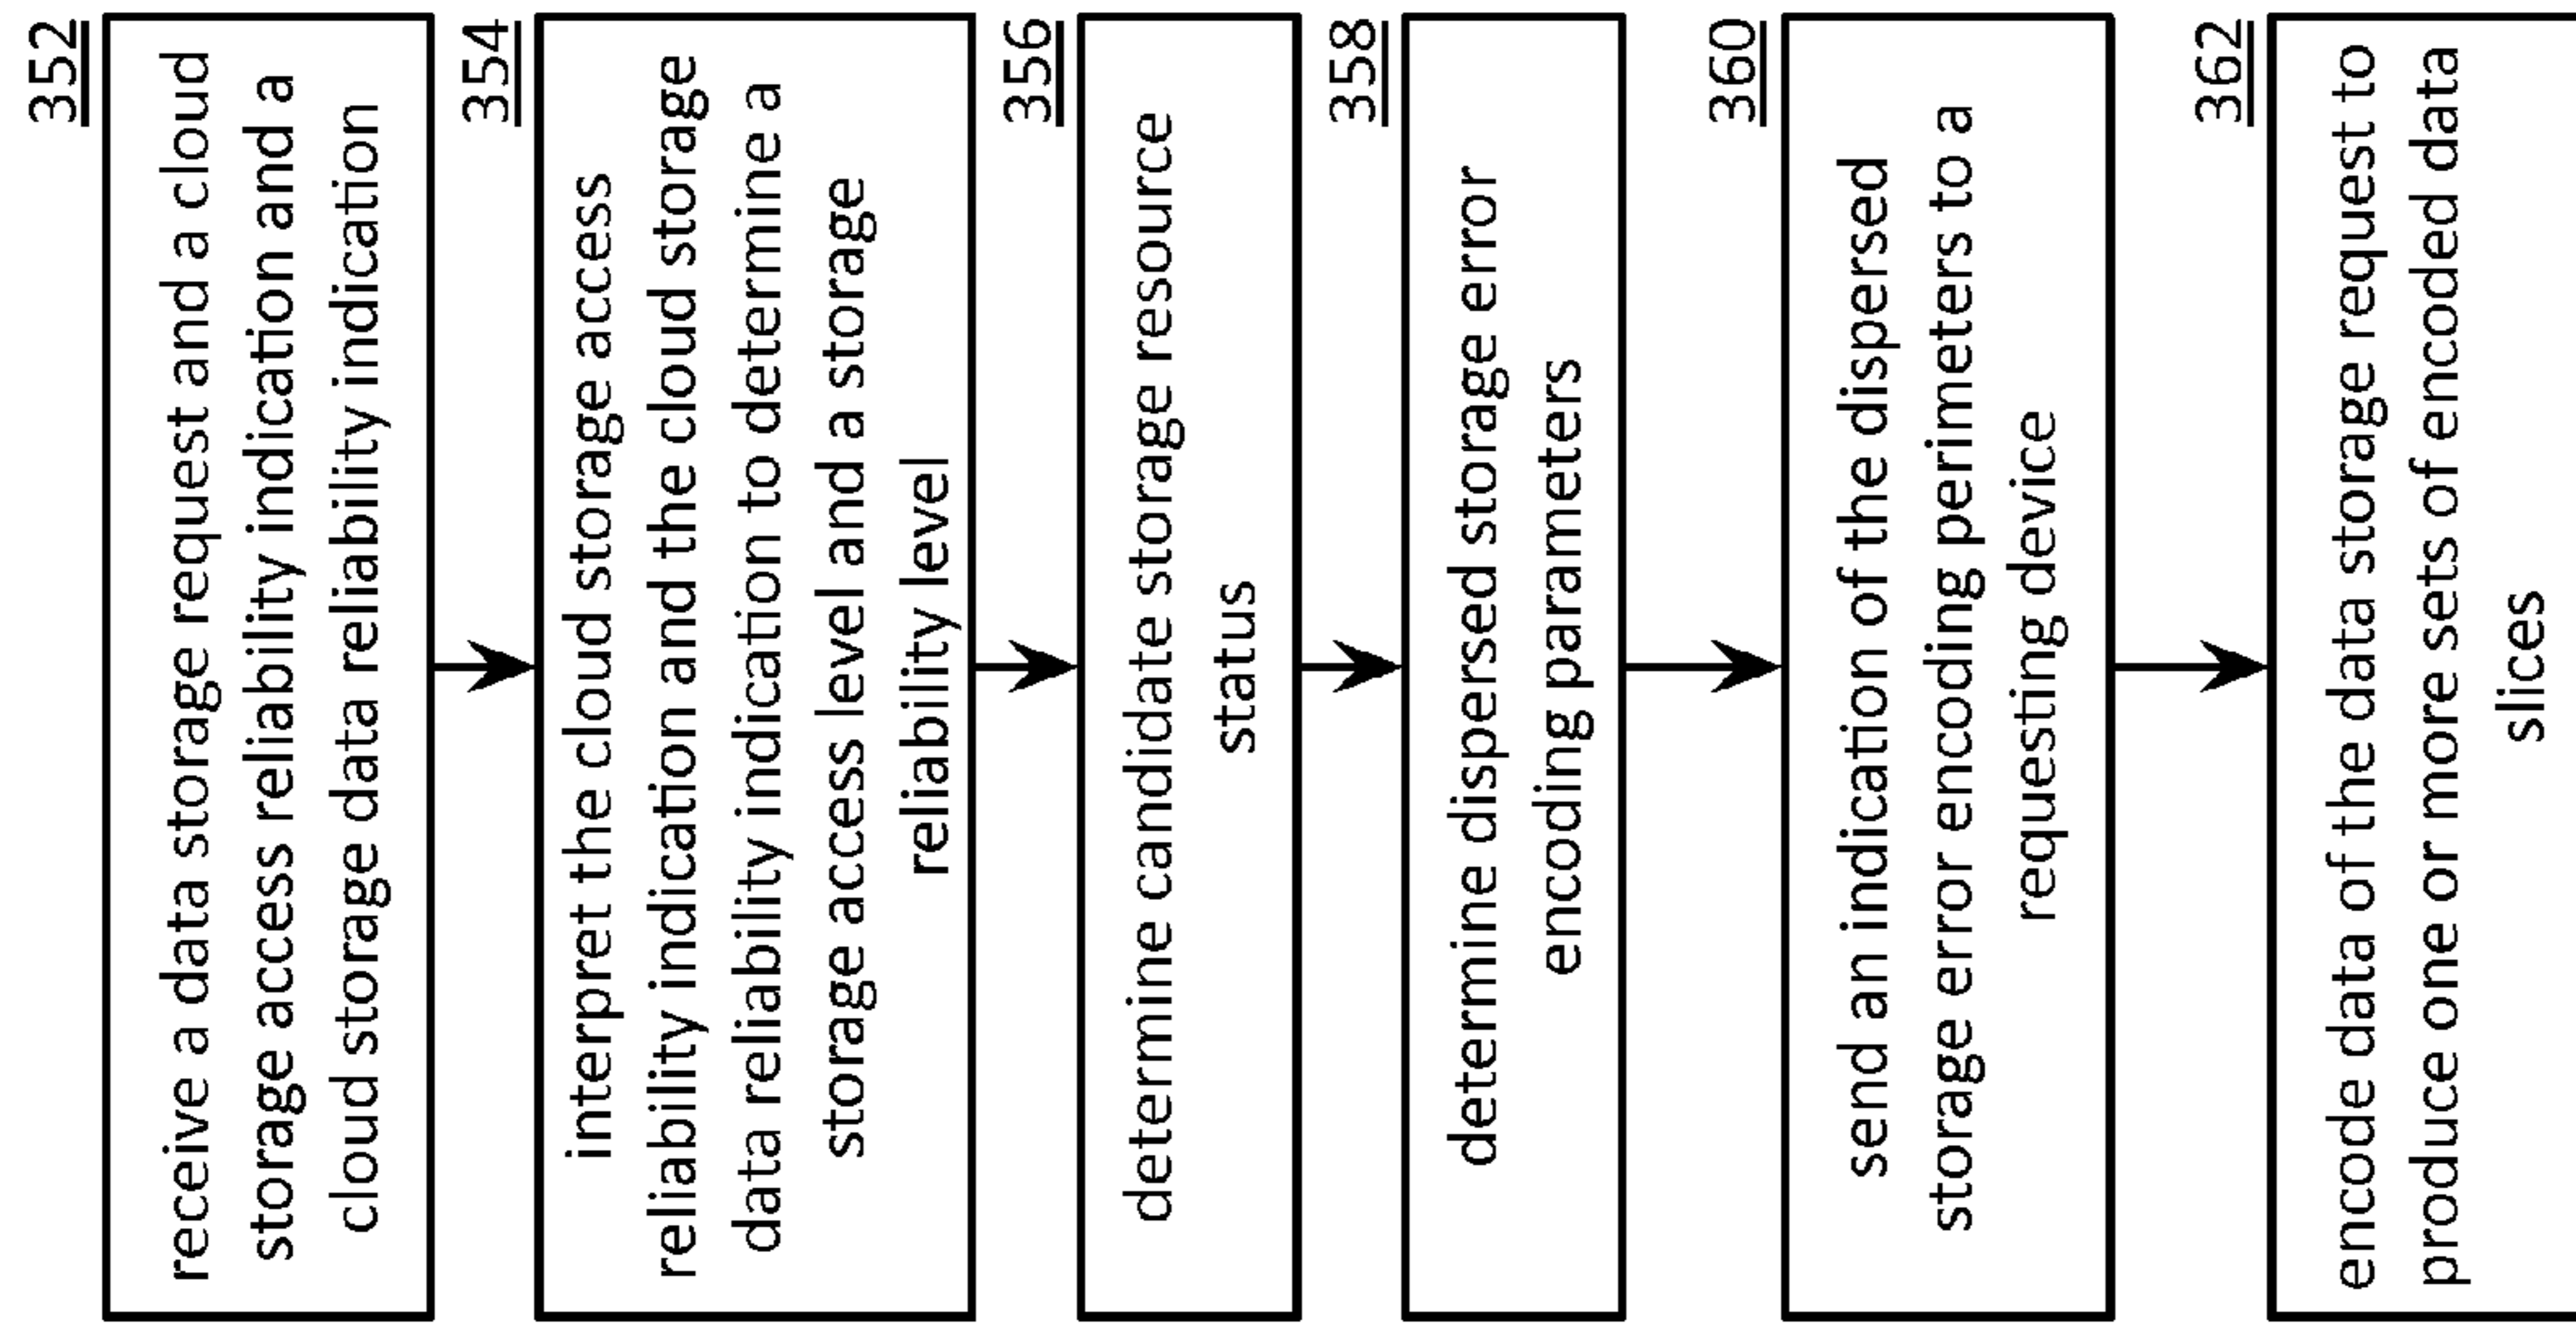 352
receive a data storage request and a cloud
storage access reliability indication and a
cloud storage data reliability indication
354
interpret the cloud storage access
reliability indication and the cloud storage
data reliability indication to determine a
storage access level and a storage
reliability level
356
determine candidate storage resource
status
358
determine dispersed storage error
encoding parameters
360
send an indication of the dispersed
storage error encoding perimeters to a
requesting device
362
encode data of the data storage request to
produce one or more sets of encoded data
slices